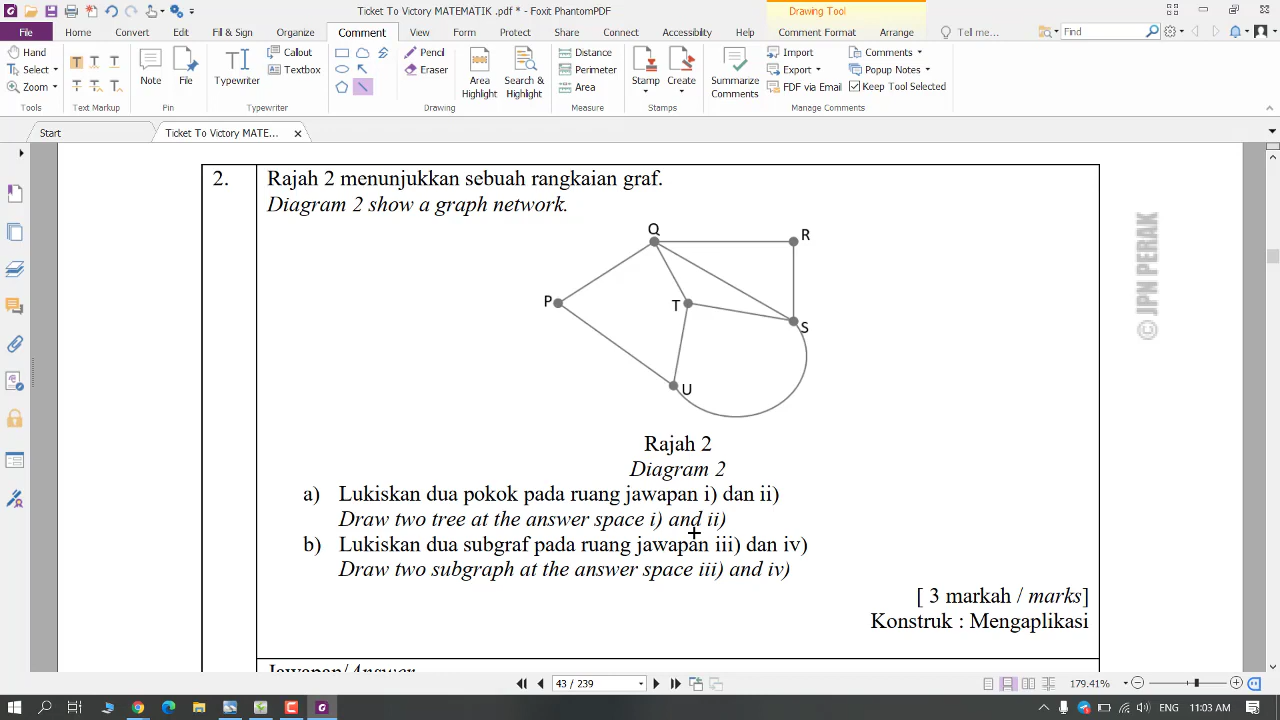 Ticket To Victory MATEMATIK .pdf * - Foxit PhantomPDF
Drawing Tool
File Home Convert Edit Fill & Sign Organize Comment View Form Protect Share Connect Accessibility Help Comment Format Arrange Tell me... Find
Hand
Select
Zoom
Tools
Text Markup
Note
File
Pin
Typewriter
Callout
Textbox
Typewriter
Pencil
Eraser
Drawing
Area Highlight
Search & Highlight
Distance
Perimeter
Area
Measure
Stamp
Create
Stamps
Summarize Comments
Import
Export
FDF via Email
Comments
Popup Notes
Keep Tool Selected
Manage Comments
Start
Ticket To Victory MATE...
2. Rajah 2 menunjukkan sebuah rangkaian graf.
Diagram 2 show a graph network.
Q
R
P
T
S
U
© JPN PERAK
Rajah 2
Diagram 2
a) Lukiskan dua pokok pada ruang jawapan i) dan ii)
Draw two tree at the answer space i) and ii)
b) Lukiskan dua subgraf pada ruang jawapan iii) dan iv)
Draw two subgraph at the answer space iii) and iv)
[ 3 markah / marks]
Konstruk : Mengaplikasi
Jawapan/Answer
43 / 239
179.41%
ENG 11:03 AM